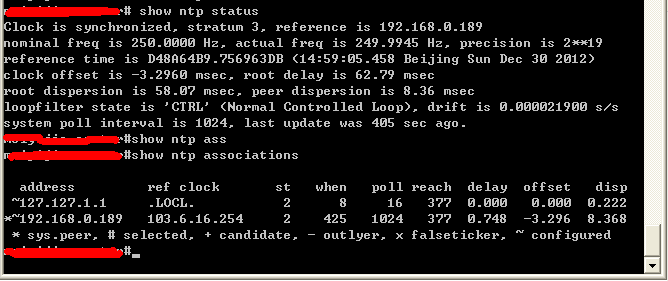 # show ntp status
Clock is synchronized, stratum 3, reference is 192.168.0.189
nominal freq is 250.0000 Hz, actual freq is 249.9945 Hz, precision is 2**19
reference time is D48A64B9.756963DB (14:59:05.458 Beijing Sun Dec 30 2012)
clock offset is -3.2960 msec, root delay is 62.79 msec
root dispersion is 58.07 msec, peer dispersion is 8.36 msec
loopfilter state is 'CTRL' (Normal Controlled Loop), drift is 0.000021900 s/s
system poll interval is 1024, last update was 405 sec ago.
#show ntp ass
#show ntp associations
address ref clock st when poll reach delay offset disp
~127.127.1.1 .LOCL. 2 8 16 377 0.000 0.000 0.222
*~192.168.0.189 103.6.16.254 2 425 1024 377 0.748 -3.296 8.368
* sys.peer, # selected, + candidate, - outlyer, x falseticker, ~ configured
#